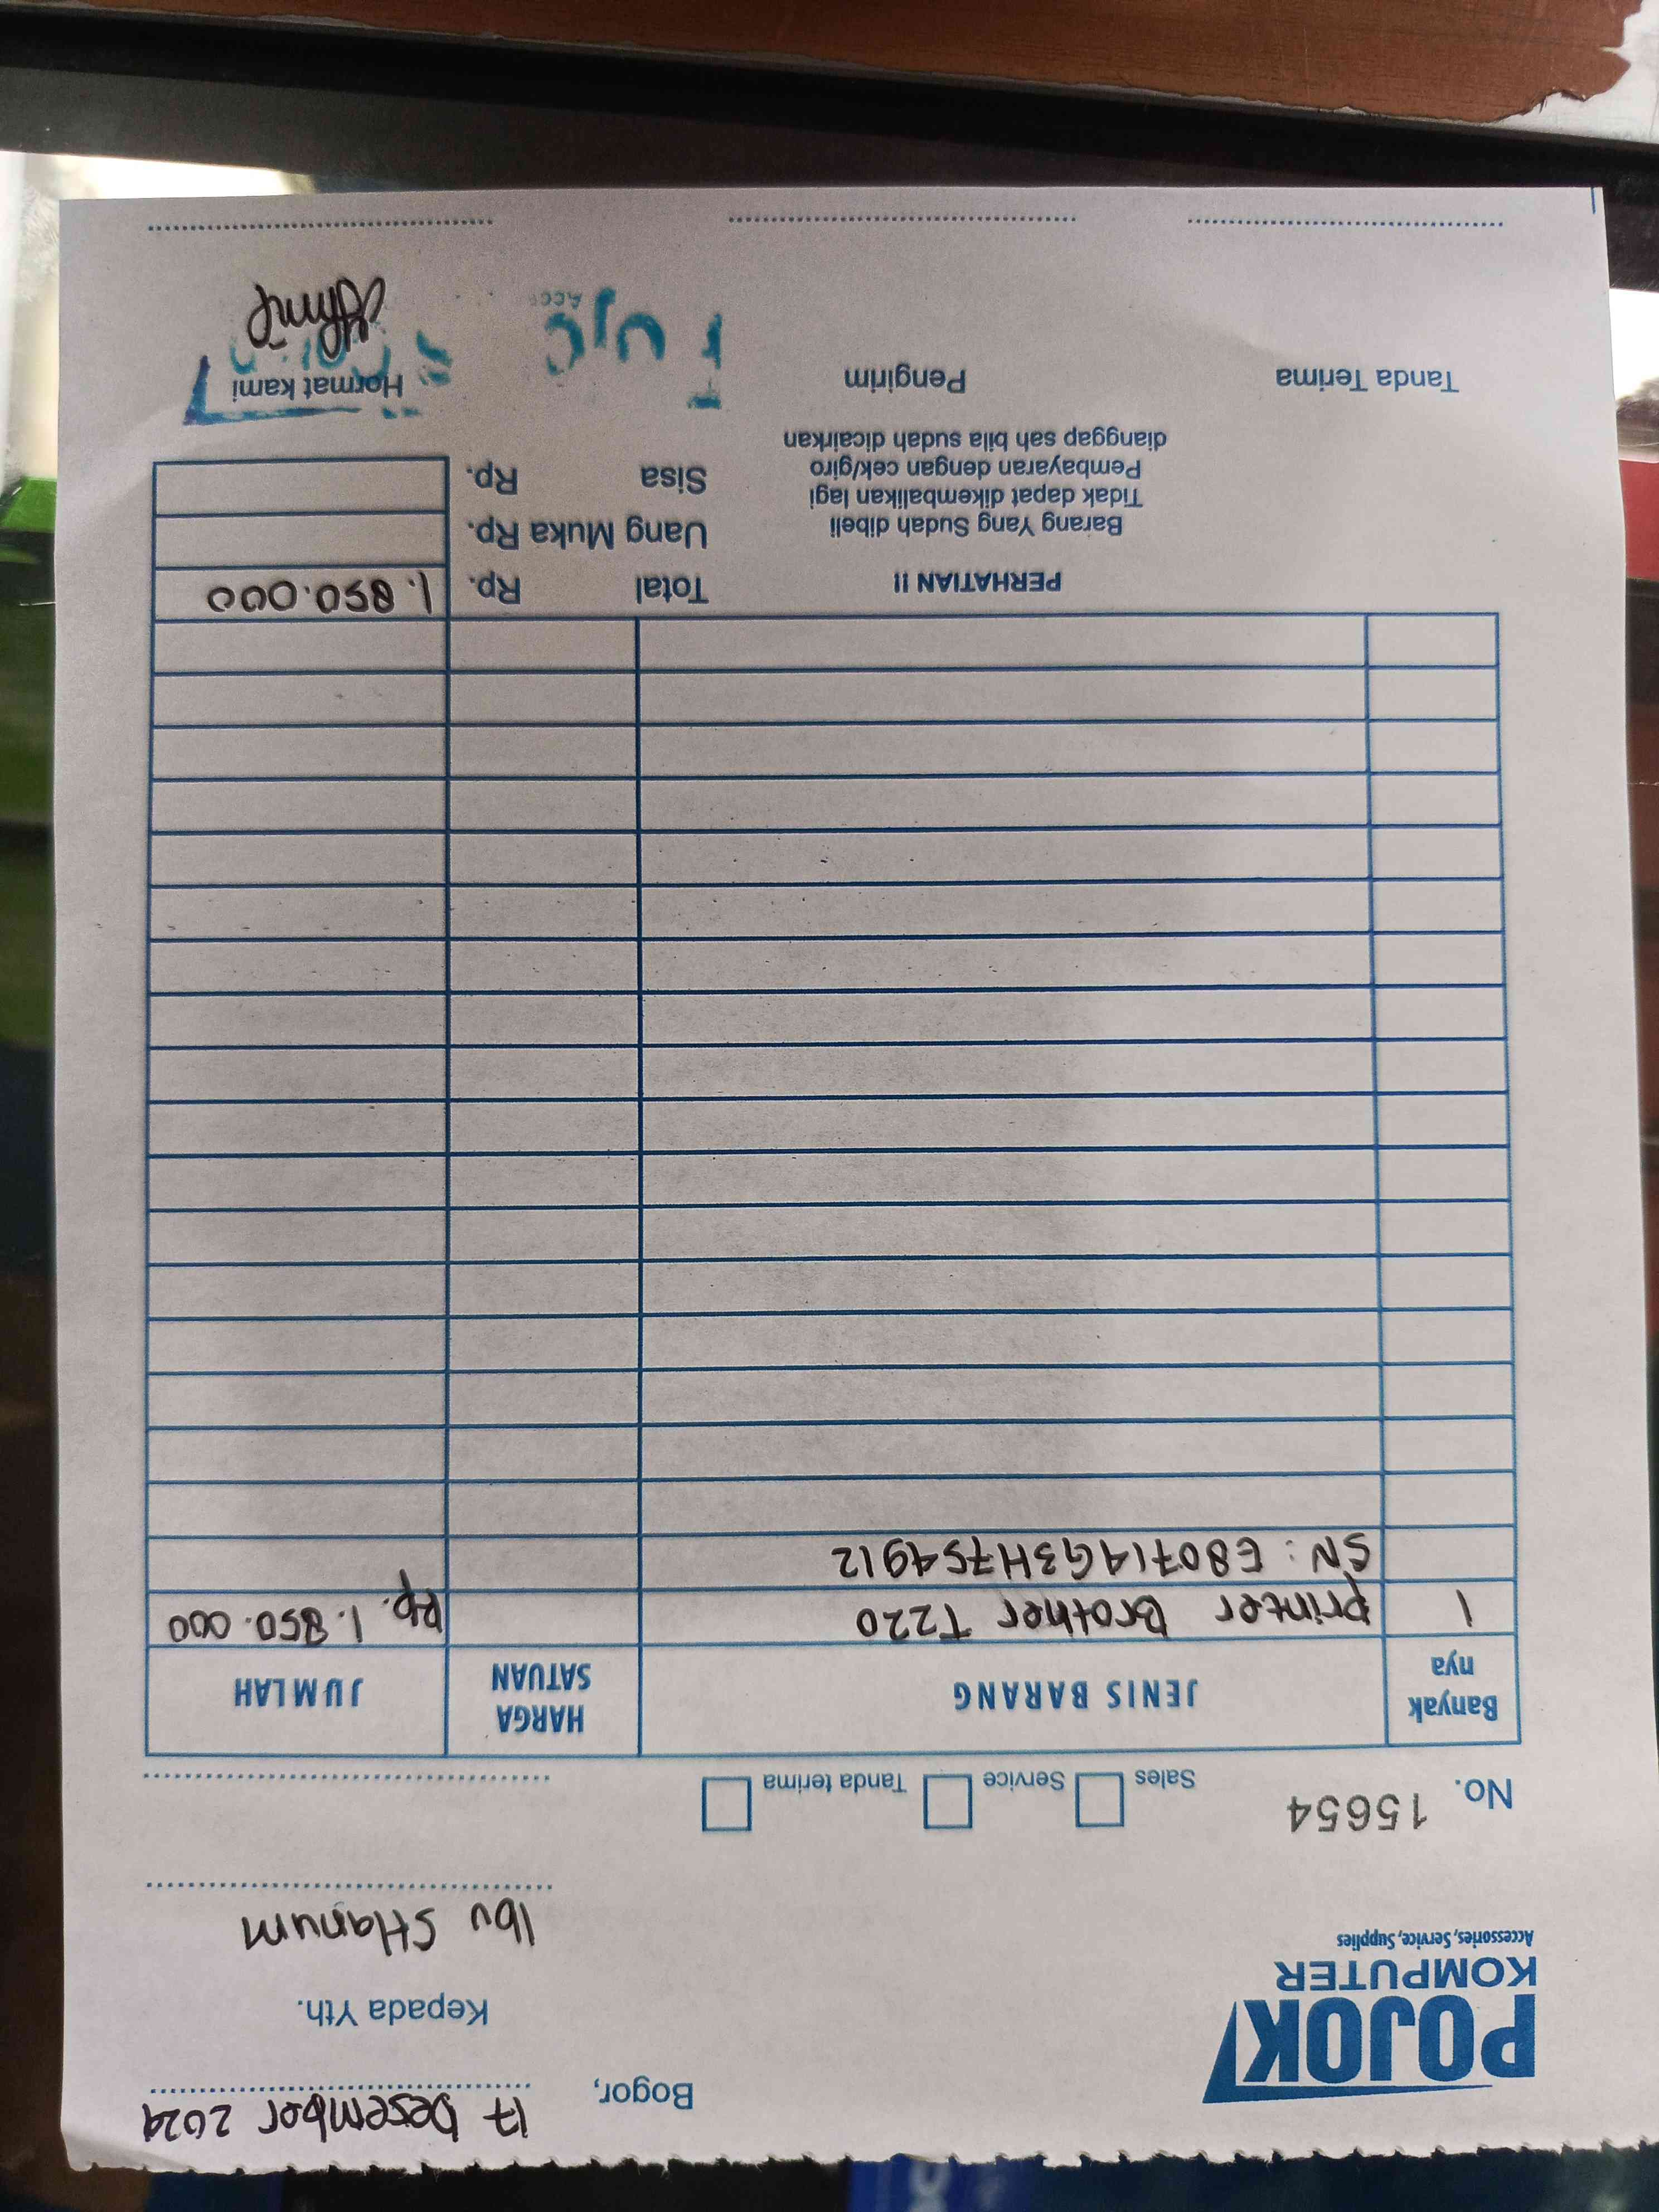 17 Desember 2024
Bogor,
POJOK
KOMPUTER
Accessories, Service, Supplies
Kepada Yth.
Ibu SHanum
No. 15654
Sales Service Tanda terima
Banyak nya JENIS BARANG HARGA SATUAN JUMLAH
1 printer Brother T220 Rp. 1.850.000
SN: E80714G3H754912
Total Rp. 1.850.000
Uang Muka Rp.
Sisa Rp.
PERHATIAN !!
Barang Yang Sudah dibeli
Tidak dapat dikembalikan lagi
Pembayaran dengan cek/giro
dianggap sah bila sudah dicairkan
Tanda Terima Pengirim Hormat kami